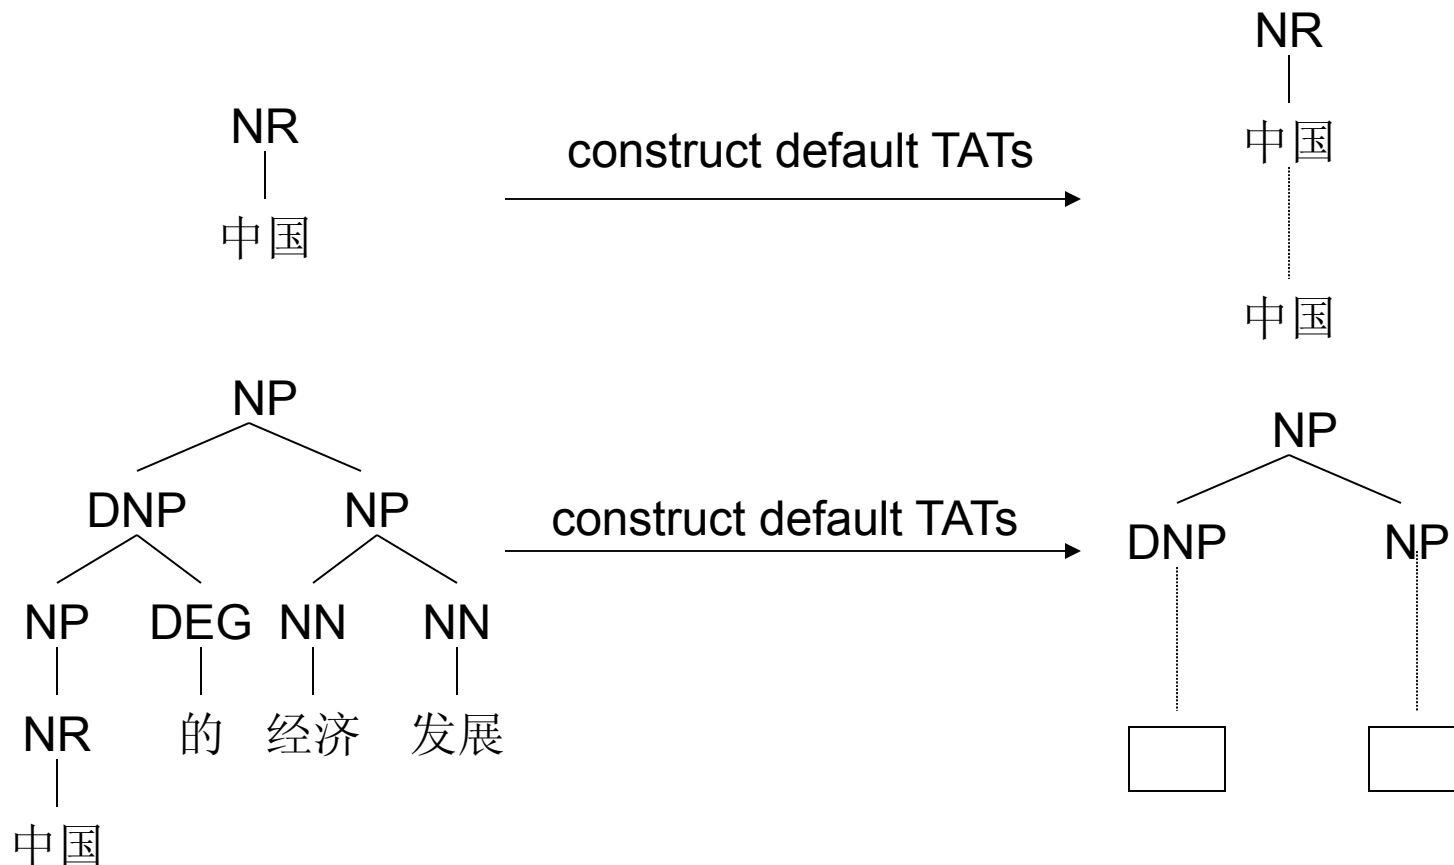 NR
中国
construct default TATs
NR
中国
中国
NP
DNP NP
NP DEG NN NN
NR 的 经济 发展
中国
construct default TATs
NP
DNP NP